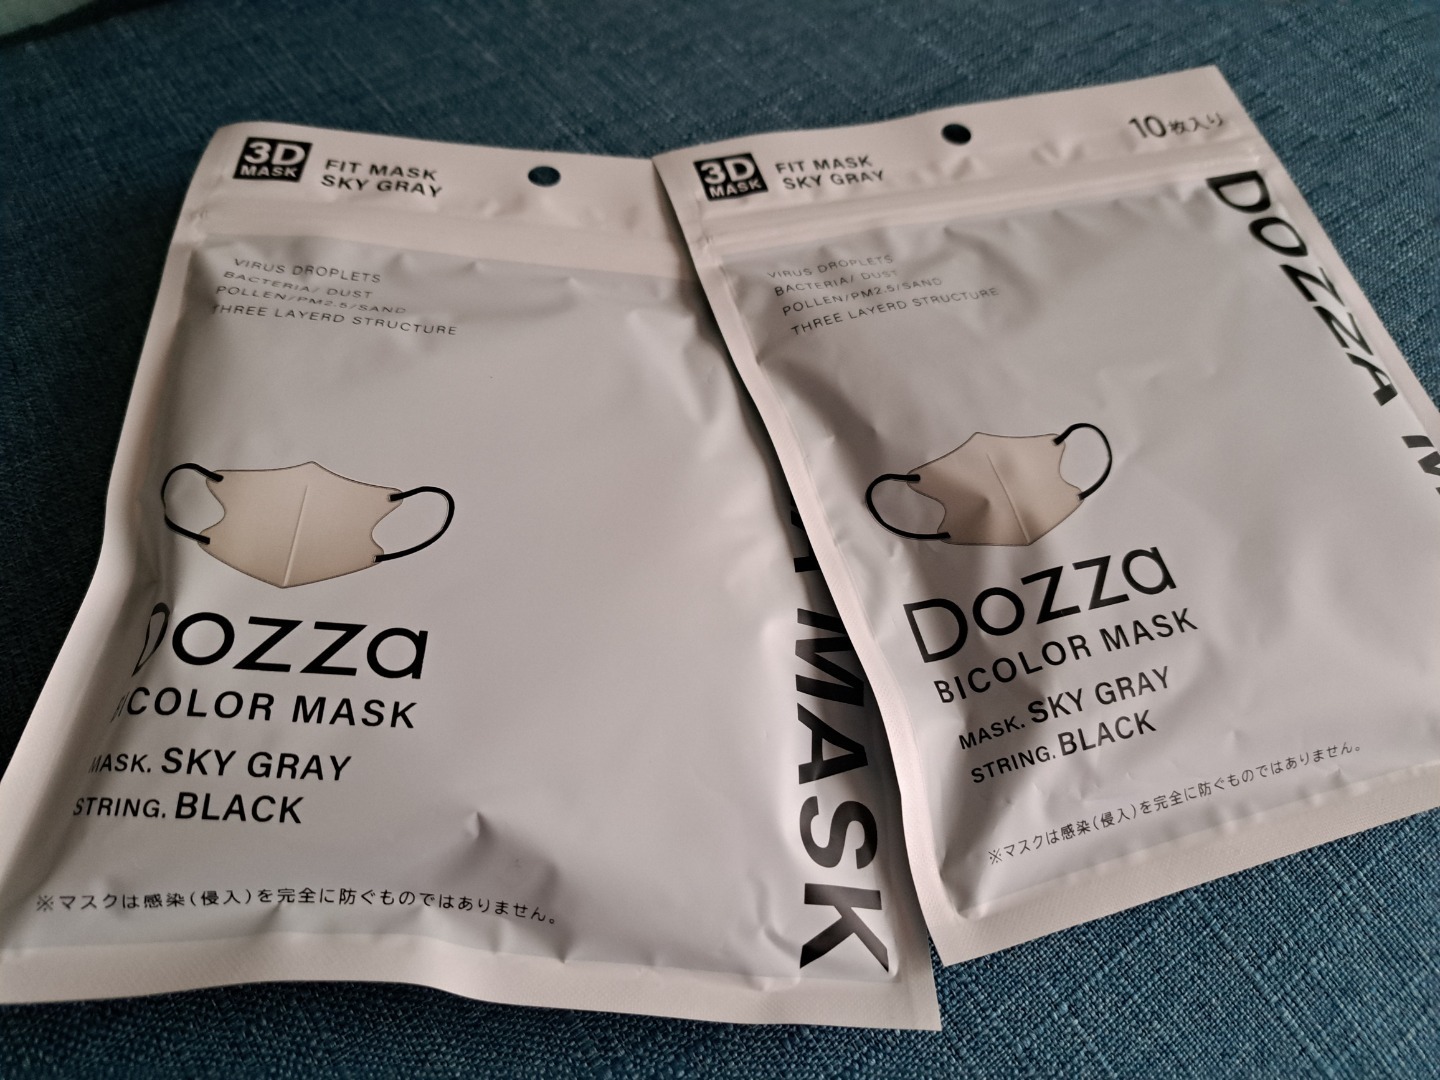 3D
MASK
FIT MASK
SKY GRAY
VIRUS DROPLETS
BACTERIA/ DUST
POLLEN/PM2.5/SAND
THREE LAYERD STRUCTURE
Dozza
BICOLOR MASK
MASK. SKY GRAY
STRING. BLACK
※マスクは感染(侵入)を完全に防ぐものではありません。
MASK
3D
MASK
FIT MASK
SKY GRAY
10枚入り
VIRUS DROPLETS
BACTERIA/ DUST
POLLEN/PM2.5/SAND
THREE LAYERD STRUCTURE
DOZZA
Dozza
BICOLOR MASK
MASK. SKY GRAY
STRING. BLACK
※マスクは感染(侵入)を完全に防ぐものではありません。